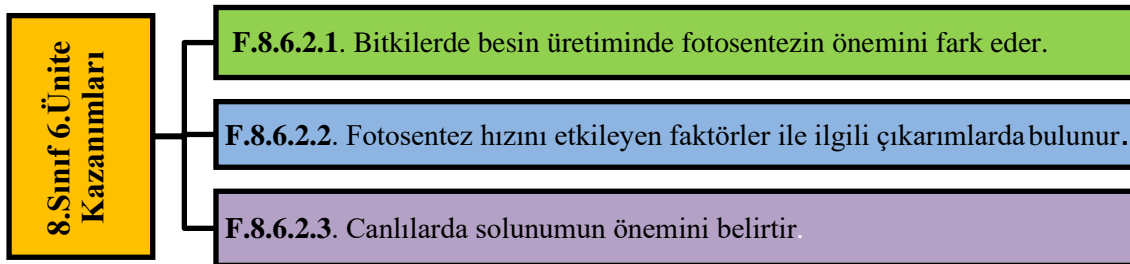 8.Sınıf 6.Ünite
Kazanımları
F.8.6.2.1. Bitkilerde besin üretiminde fotosentezin önemini fark eder.
F.8.6.2.2. Fotosentez hızını etkileyen faktörler ile ilgili çıkarımlarda bulunur.
F.8.6.2.3. Canlılarda solunumun önemini belirtir.